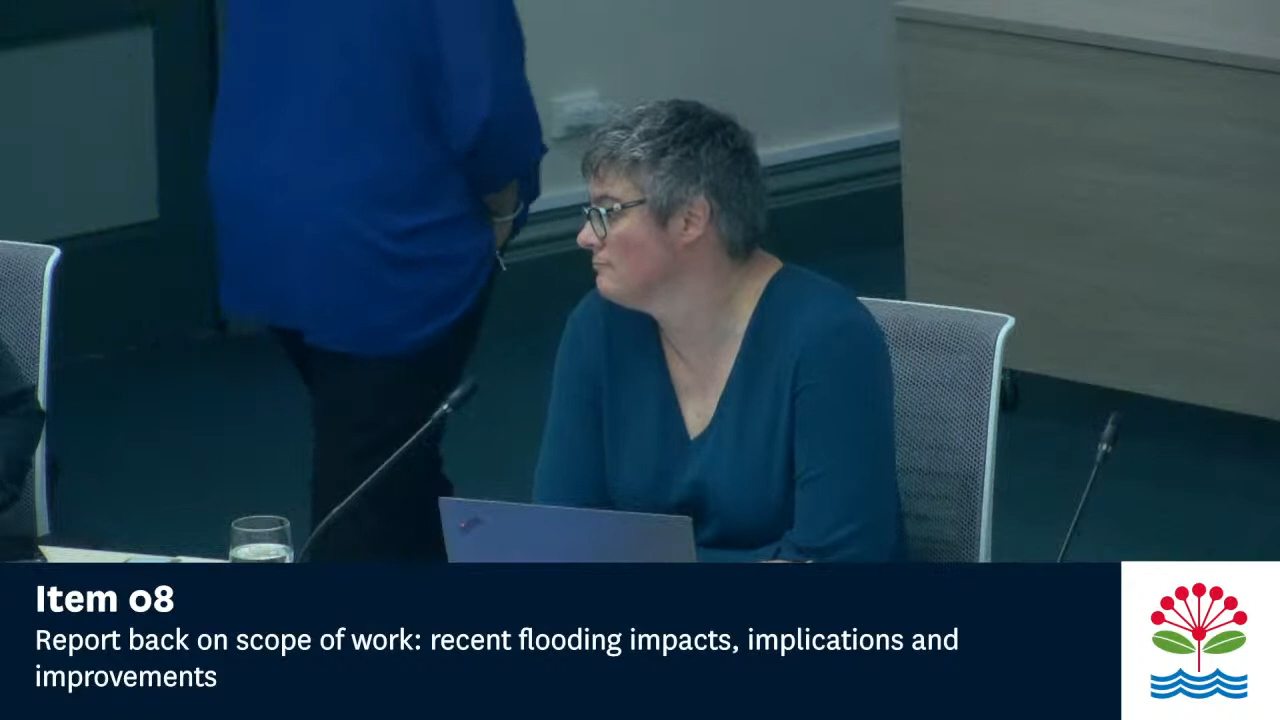 Item 08
Report back on scope of work: recent flooding impacts, implications and
improvements